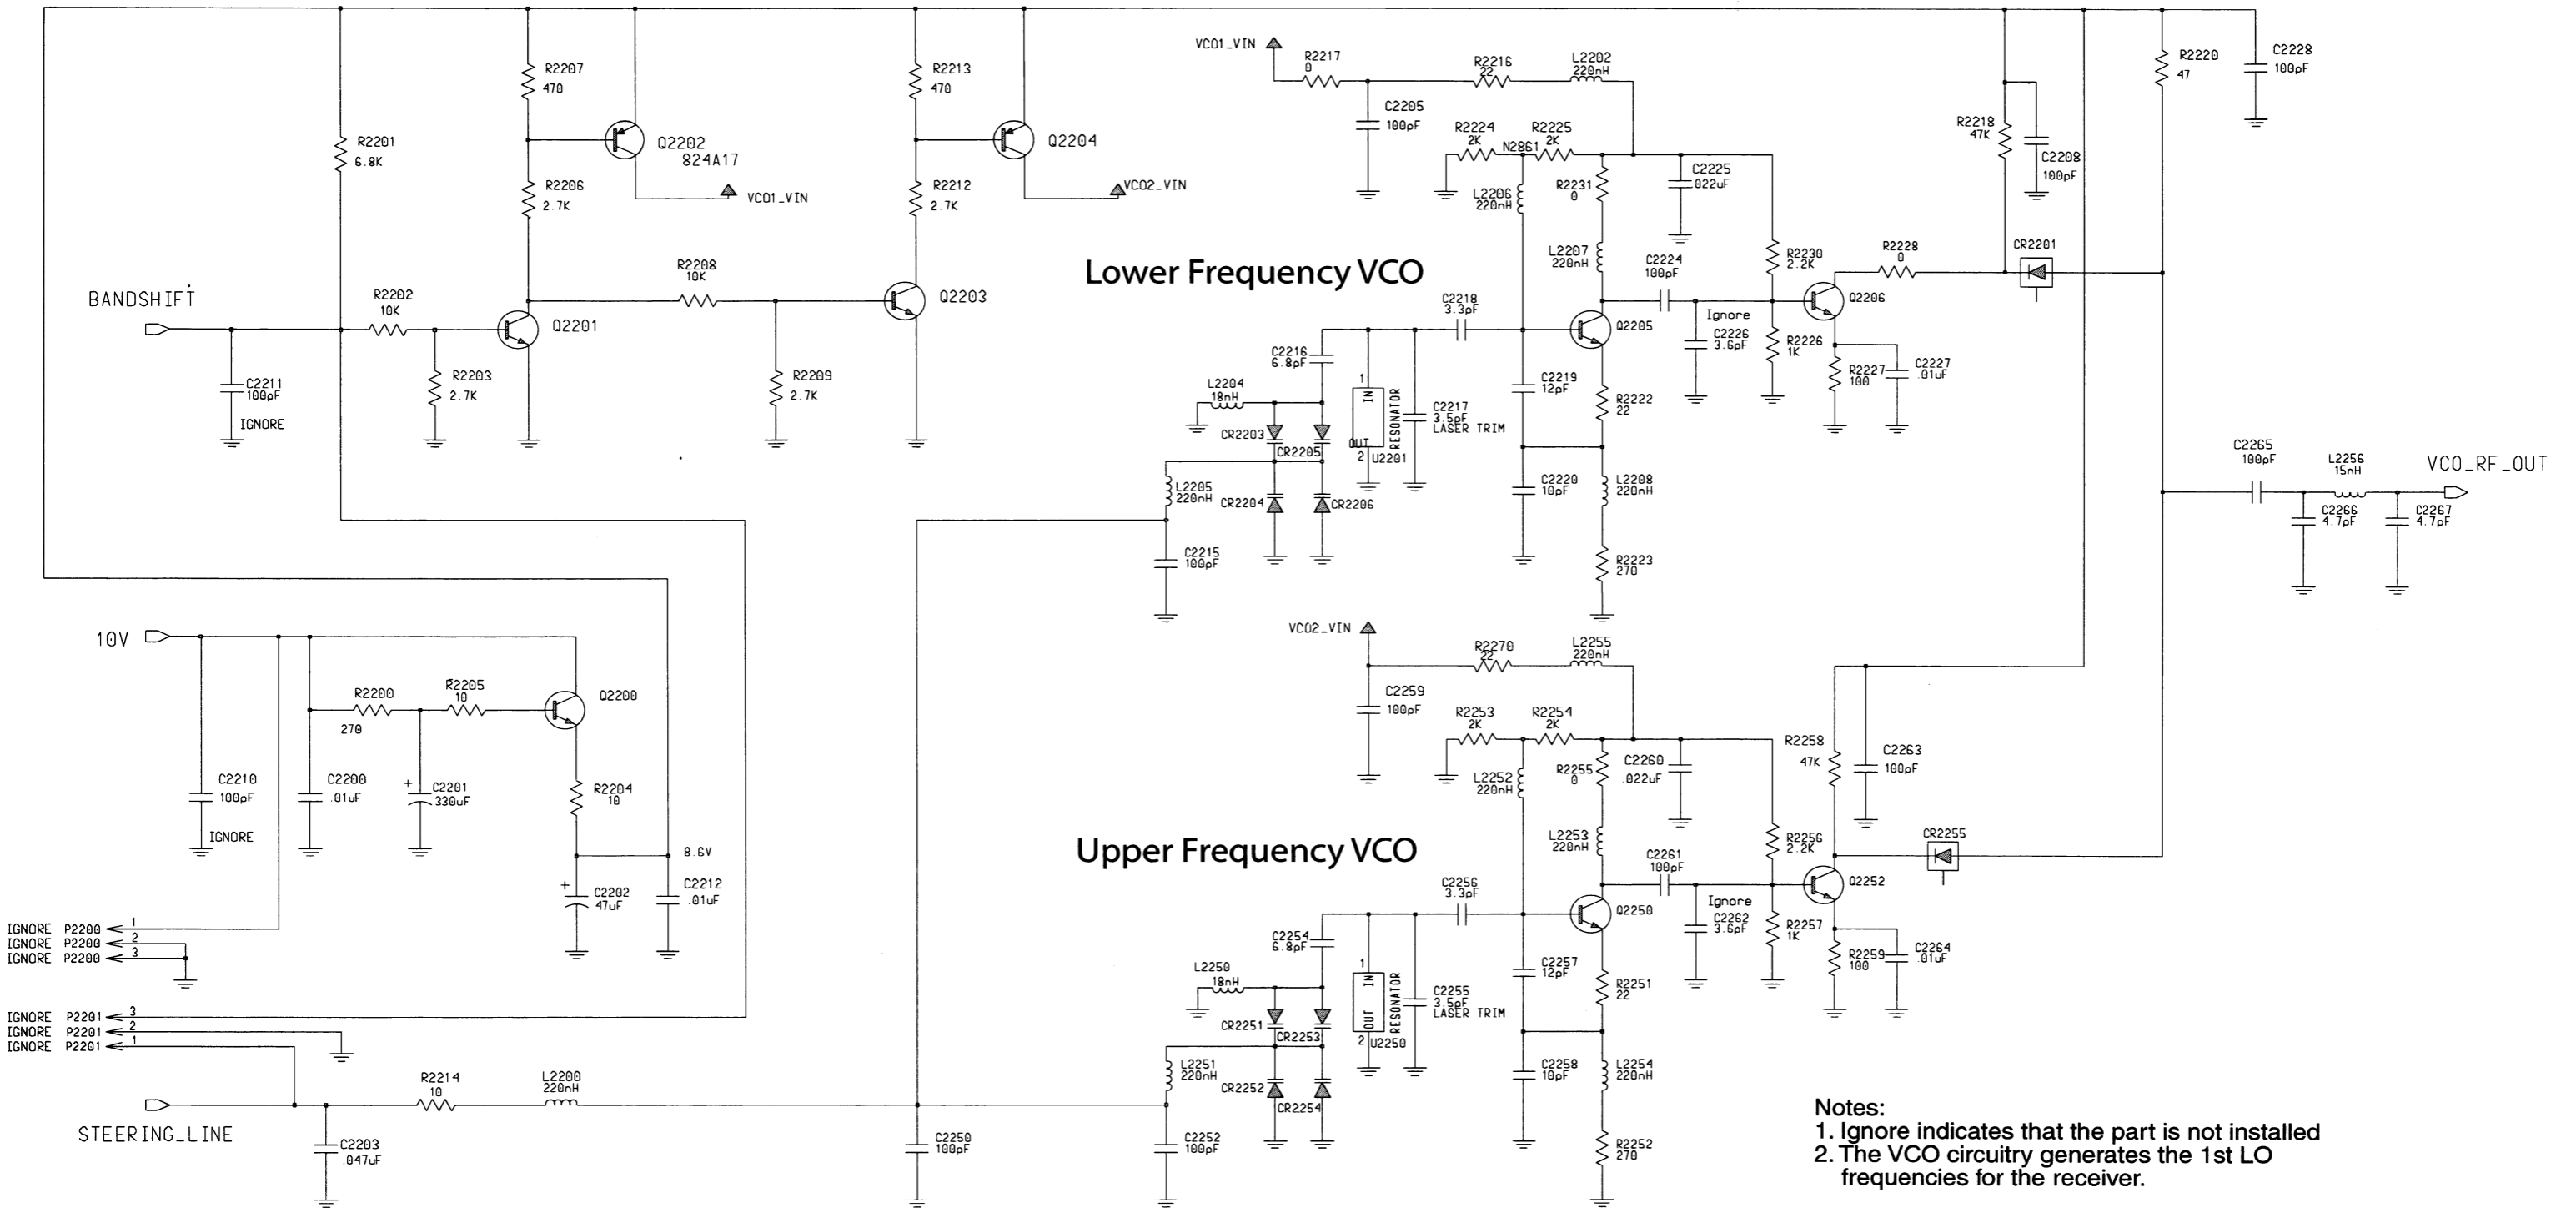 R2207
470
R2213
470
R2201
6.8K
Q2202
824A17
Q2204
R2206
2.7K
VCO1_VIN
R2212
2.7K
VCO2_VIN
BANDSHIFT
R2202
10K
Q2201
R2208
10K
Q2203
C2211
100pF
IGNORE
R2203
2.7K
R2209
2.7K
VCO1_VIN
R2217
0
R2216
22
L2202
220nH
C2205
100pF
R2224
2K
N2861
R2225
2K
L2206
220nH
R2231
0
C2225
.022uF
L2207
220nH
C2224
100pF
R2230
2.2K
Lower Frequency VCO
C2218
3.3pF
Q2205
Ignore
C2226
3.6pF
R2226
1K
Q2206
R2228
0
CR2201
R2227
100
C2227
.01uF
R2218
47K
C2208
100pF
R2220
47
C2228
100pF
C2216
6.8pF
L2204
18nH
CR2203
CR2205
1
IN
OUT
2
RESONATOR
U2201
C2217
3.5pF
LASER TRIM
C2219
12pF
R2222
22
L2205
220nH
CR2204
CR2206
C2220
10pF
L2208
220nH
C2215
100pF
R2223
270
C2265
100pF
L2256
15nH
VCO_RF_OUT
C2266
4.7pF
C2267
4.7pF
10V
R2200
270
R2205
10
Q2200
C2210
100pF
IGNORE
C2200
.01uF
+
C2201
330uF
R2204
10
8.6V
+
C2202
47uF
C2212
.01uF
IGNORE P2200 1
IGNORE P2200 2
IGNORE P2200 3
IGNORE P2201 3
IGNORE P2201 2
IGNORE P2201 1
STEERING_LINE
R2214
10
L2200
220nH
C2203
.047uF
C2250
100pF
C2252
100pF
VCO2_VIN
R2270
22
L2255
220nH
C2259
100pF
R2253
2K
R2254
2K
L2252
220nH
R2255
0
C2260
.022uF
L2253
220nH
C2261
100pF
R2256
2.2K
Upper Frequency VCO
C2256
3.3pF
Q2250
Ignore
C2262
3.6pF
R2257
1K
Q2252
R2258
47K
C2263
100pF
CR2255
R2259
100
C2264
.01uF
C2254
6.8pF
L2250
18nH
CR2251
CR2253
1
IN
OUT
2
RESONATOR
U2250
C2255
3.5pF
LASER TRIM
C2257
12pF
R2251
22
L2251
220nH
CR2252
CR2254
C2258
10pF
L2254
220nH
R2252
270
Notes:
1. Ignore indicates that the part is not installed
2. The VCO circuitry generates the 1st LO
frequencies for the receiver.